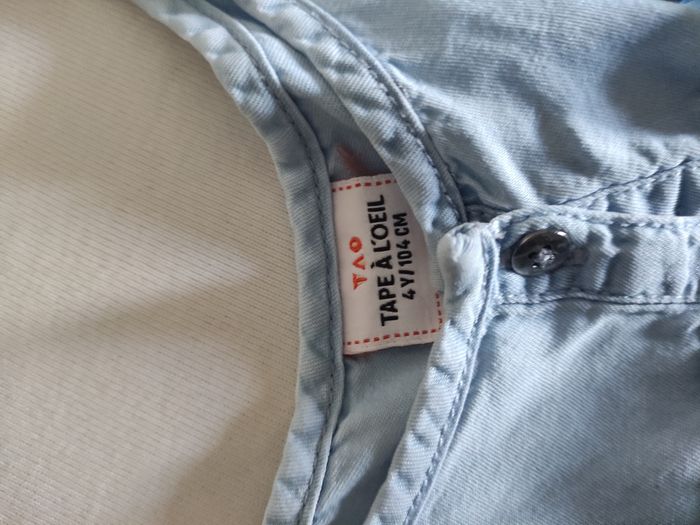 TAO
TAPE À L'OEIL
4 Y/104 CM